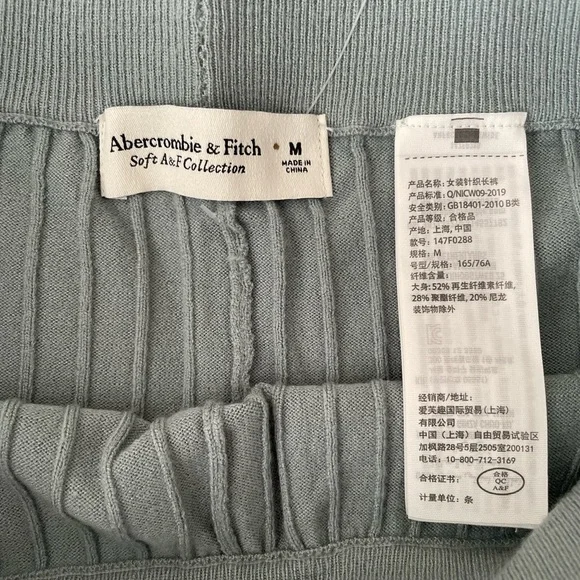 Abercrombie & Fitch
Soft A&F Collection
M
MADE IN
CHINA
产品名称: 女装针织长裤
产品标准: Q/NICW09-2019
安全类别: GB18401-2010 B类
产品等级: 合格品
产地: 上海, 中国
款号: 147F0288
规格: M
号型/规格: 165/76A
纤维含量:
大身: 52% 再生纤维素纤维,
28% 聚酯纤维, 20% 尼龙
装饰物除外
经销商/地址:
爱芙趣国际贸易(上海)
有限公司
中国（上海）自由贸易试验区
加枫路28号5层2505室200131
电话: 10-800-712-3169
合格证书:
合格
QC
A&F
计量单位: 条